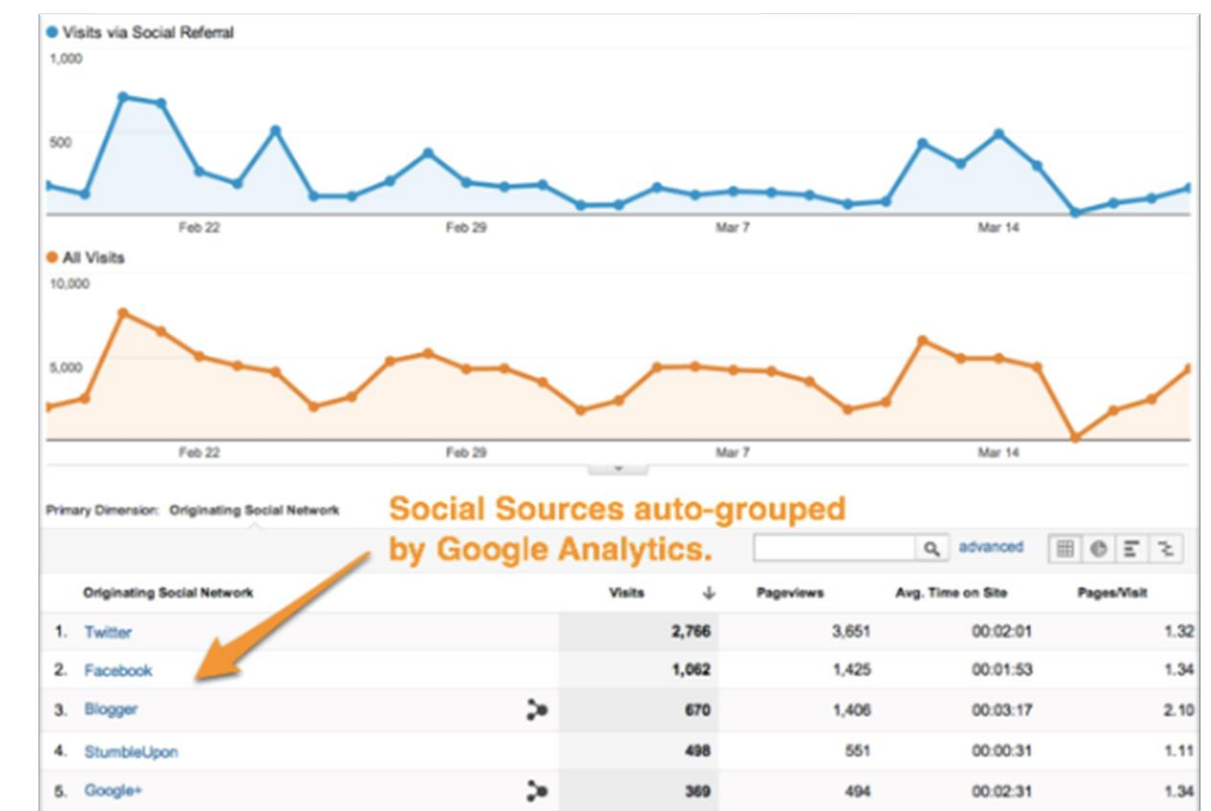 Visits via Social Referral
1,000
500
Feb 22 Feb 29 Mar 7 Mar 14
All Visits
10,000
5,000
Feb 22 Feb 29 Mar 7 Mar 14
Primary Dimension: Originating Social Network
Social Sources auto-grouped
by Google Analytics.
advanced
Originating Social Network Visits Pageviews Avg. Time on Site Pages/Visit
1. Twitter 2,766 3,651 00:02:01 1.32
2. Facebook 1,062 1,425 00:01:53 1.34
3. Blogger 670 1,406 00:03:17 2.10
4. StumbleUpon 498 551 00:00:31 1.11
5. Google+ 369 494 00:02:31 1.34